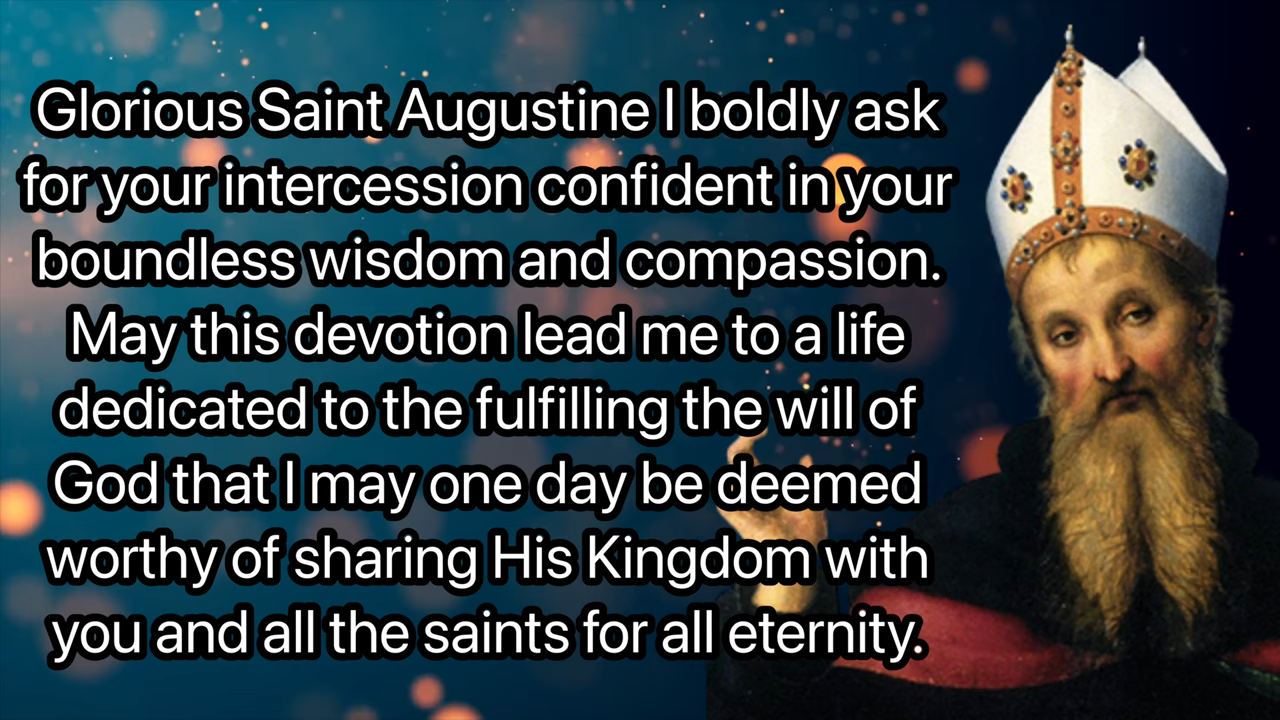 Glorious Saint Augustine I boldly ask
for your intercession confident in your
boundless wisdom and compassion.
May this devotion lead me to a life
dedicated to the fulfilling the will of
God that I may one day be deemed
worthy of sharing His Kingdom with
you and all the saints for all eternity.